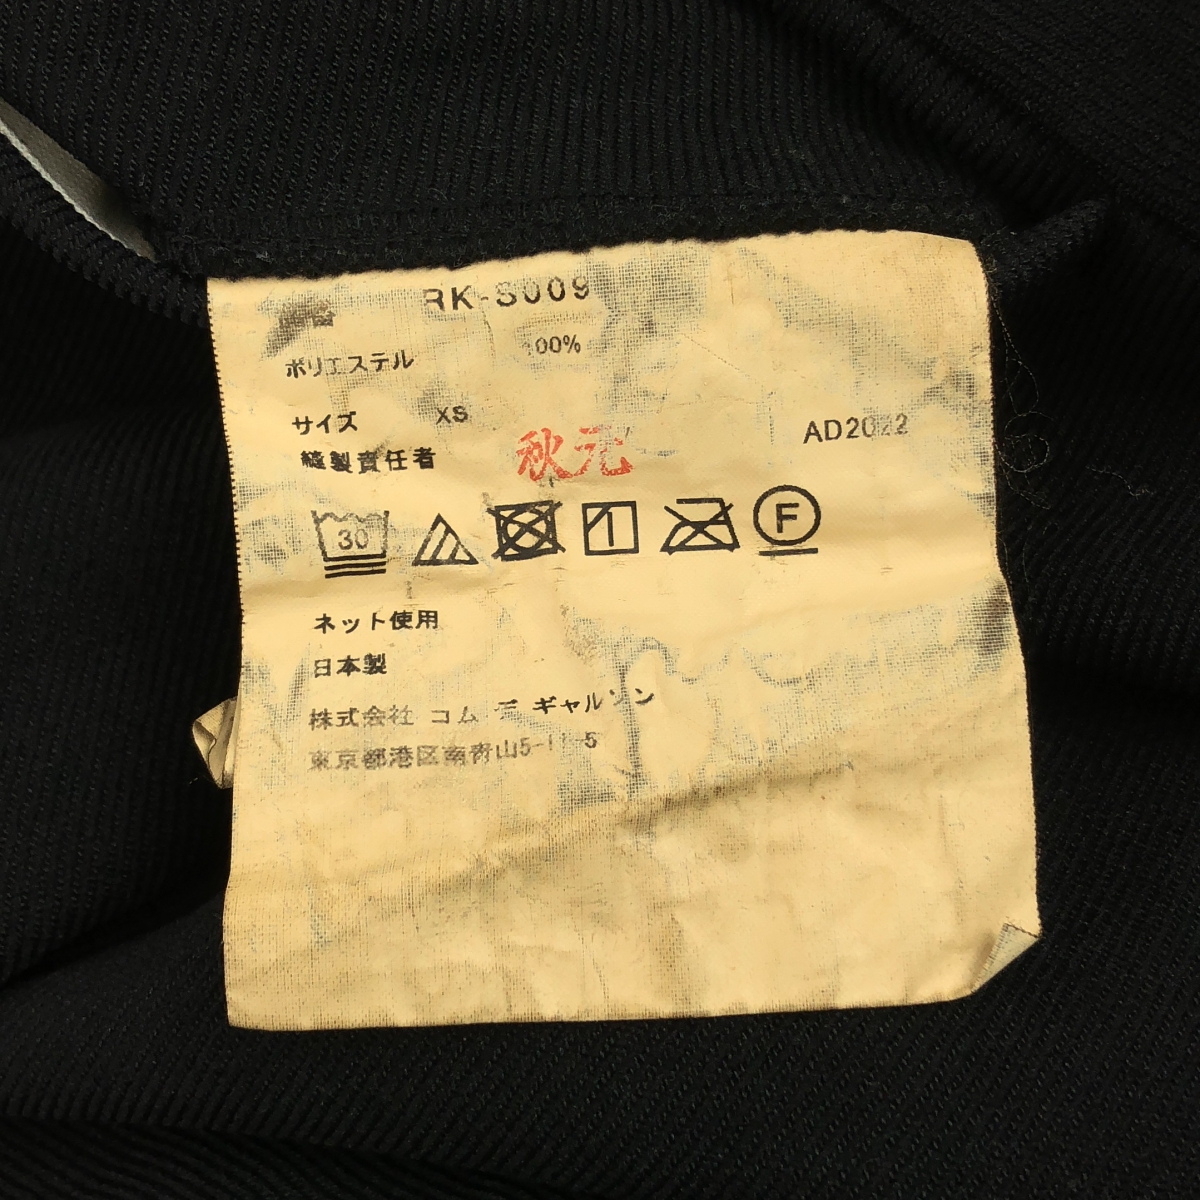 RK-S009
ポリエステル 100%
サイズ XS
AD2022
縫製責任者 秋元
30 F
ネット使用
日本製
株式会社 コム デ ギャルソン
東京都港区南青山5-11-5